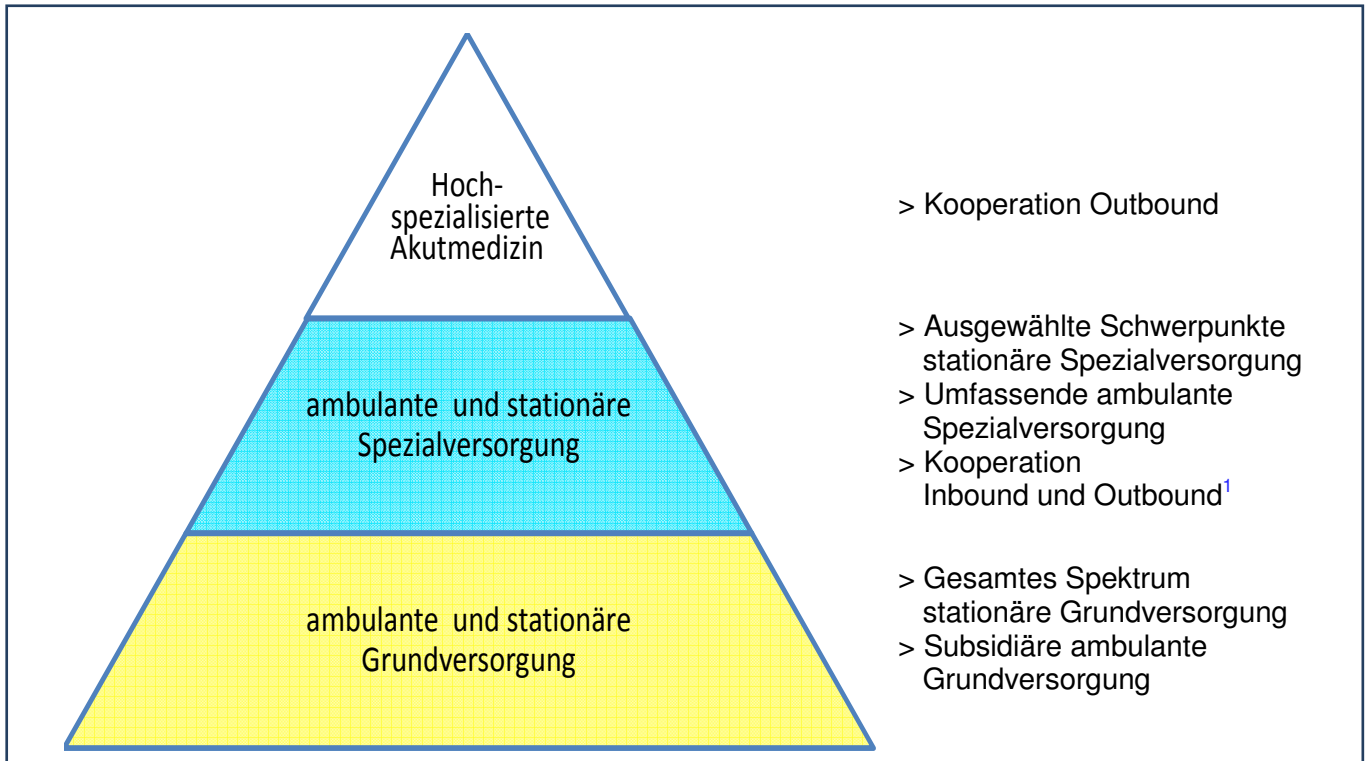 Hoch-
spezialisierte
Akutmedizin
> Kooperation Outbound
ambulante und stationäre
Spezialversorgung
> Ausgewählte Schwerpunkte
stationäre Spezialversorgung
> Umfassende ambulante
Spezialversorgung
> Kooperation
Inbound und Outbound¹
ambulante und stationäre
Grundversorgung
> Gesamtes Spektrum
stationäre Grundversorgung
> Subsidiäre ambulante
Grundversorgung